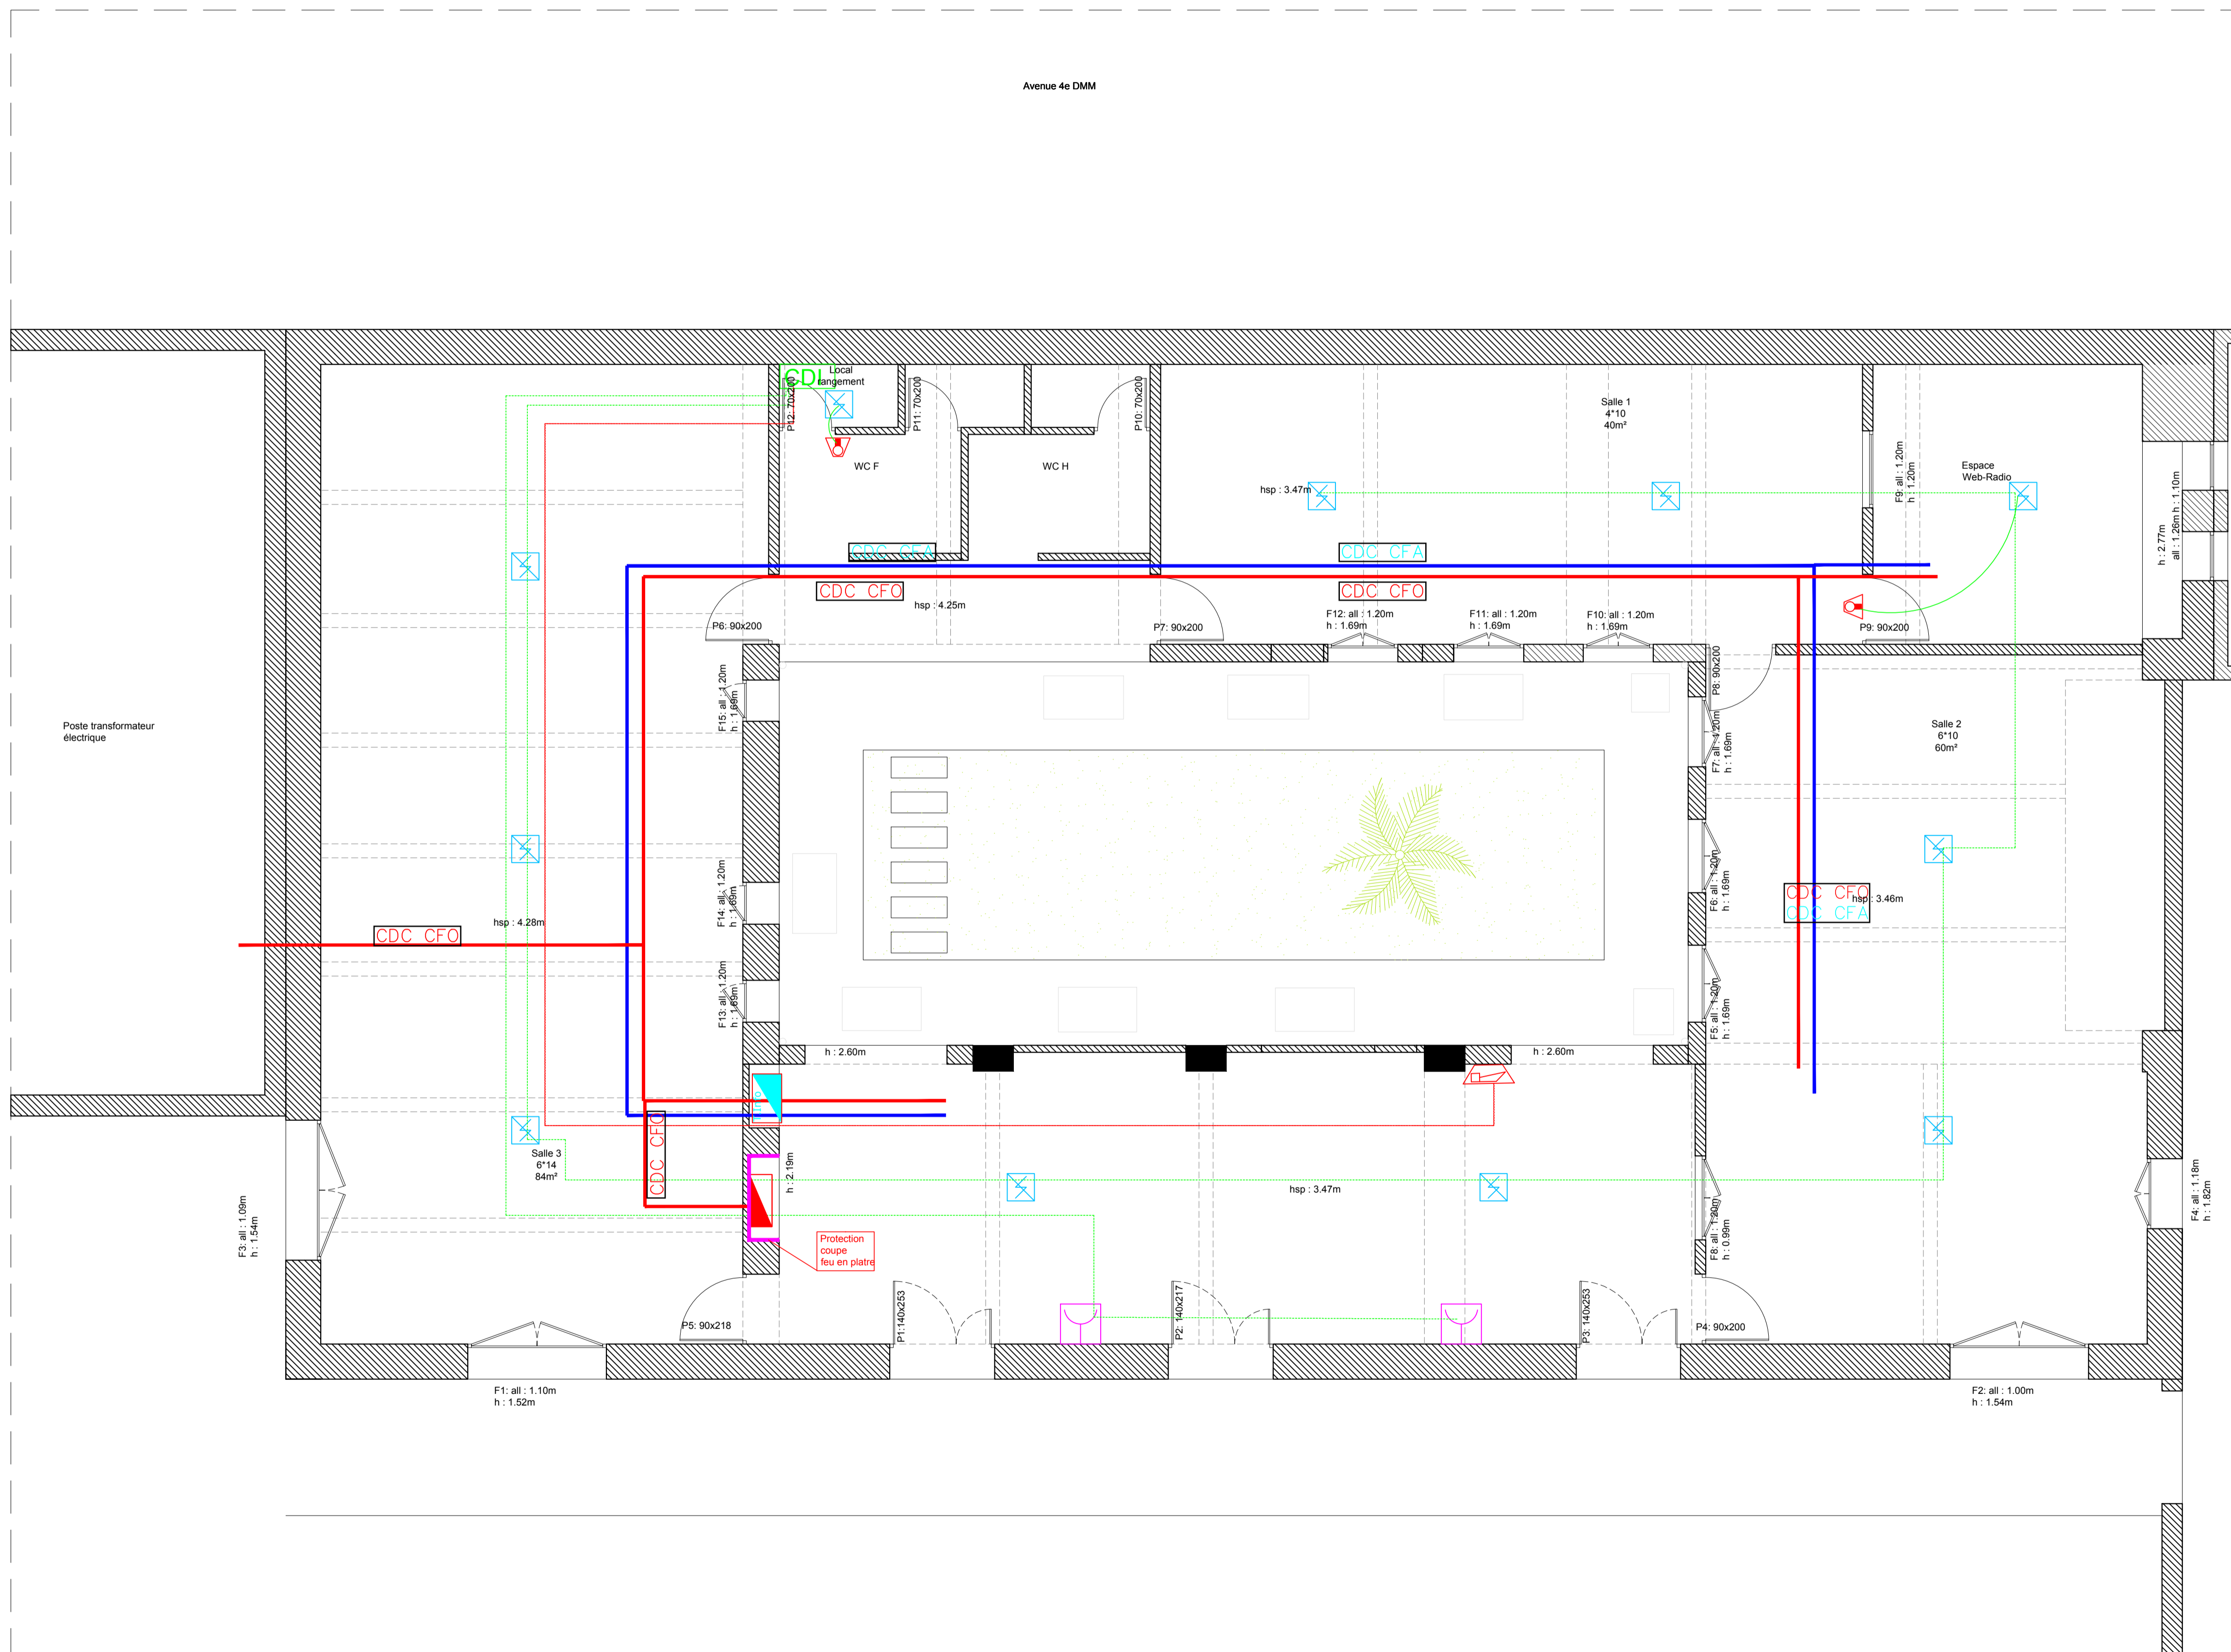 Avenue 4e DMM
CDI
Local
rangement
P12: 70x200
P11: 70x200
P10: 70x200
WC F
WC H
Salle 1
4*10
40m²
hsp : 3.47m
F9: all : 1.20m
h : 1.20m
Espace
Web-Radio
h : 2.77m
all : 1.26m h : 1.10m
CDC CFA
CDC CFA
CDC CFO
CDC CFO
hsp : 4.25m
P6: 90x200
P7: 90x200
F12: all : 1.20m
h : 1.69m
F11: all : 1.20m
h : 1.69m
F10: all : 1.20m
h : 1.69m
P9: 90x200
P8: 90x200
F15: all : 1.20m
h : 1.69m
F7: all : 1.20m
h : 1.69m
Poste transformateur
électrique
Salle 2
6*10
60m²
F14: all : 1.20m
h : 1.69m
F6: all : 1.20m
h : 1.69m
CDC CFO
CDC CFA
hsp : 3.46m
hsp : 4.28m
CDC CFO
F13: all : 1.20m
h : 1.69m
F5: all : 1.20m
h : 1.69m
h : 2.60m
h : 2.60m
CDC CFO
Salle 3
6*14
84m²
h : 2.19m
hsp : 3.47m
F3: all : 1.09m
h : 1.54m
F8: all : 1.20m
h : 0.99m
F4: all : 1.18m
h : 1.82m
Protection
coupe
feu en platre
P5: 90x218
P1:140x253
P2: 140x217
P3: 140x253
P4: 90x200
F1: all : 1.10m
h : 1.52m
F2: all : 1.00m
h : 1.54m